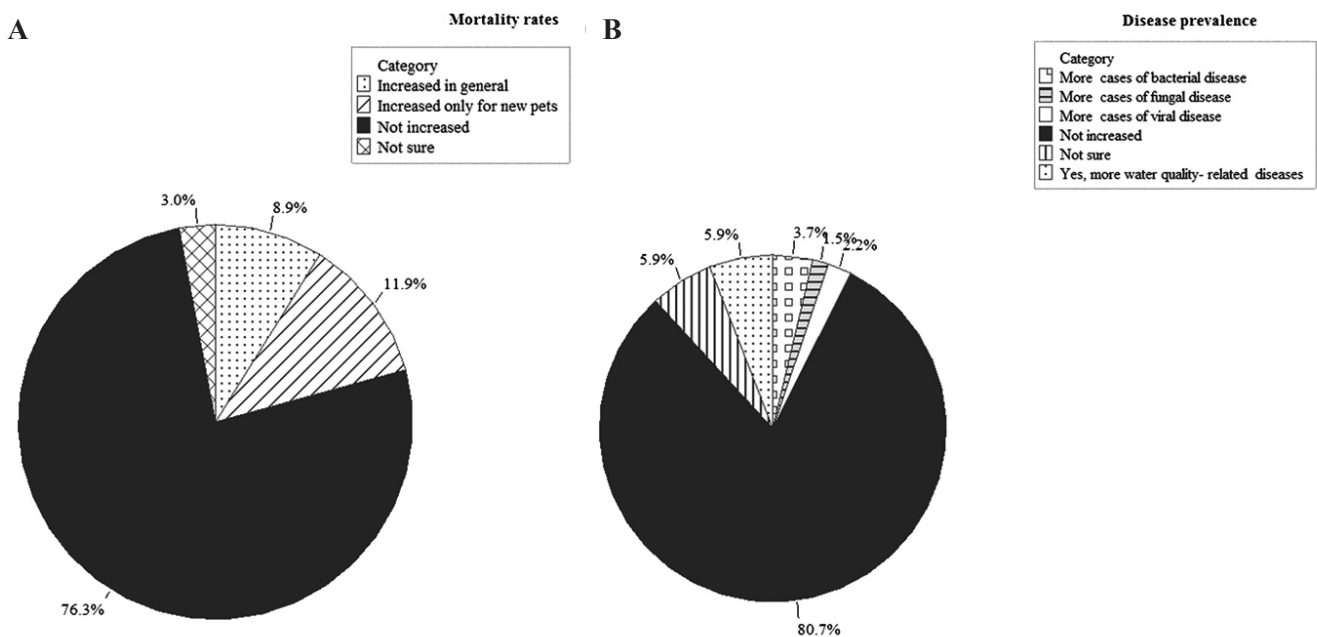 A
Mortality rates
Category
Increased in general
Increased only for new pets
Not increased
Not sure
3.0%
8.9%
11.9%
76.3%
B
Disease prevalence
Category
More cases of bacterial disease
More cases of fungal disease
More cases of viral disease
Not increased
Not sure
Yes, more water quality- related diseases
5.9%
5.9%
3.7%
1.5%
2.2%
80.7%